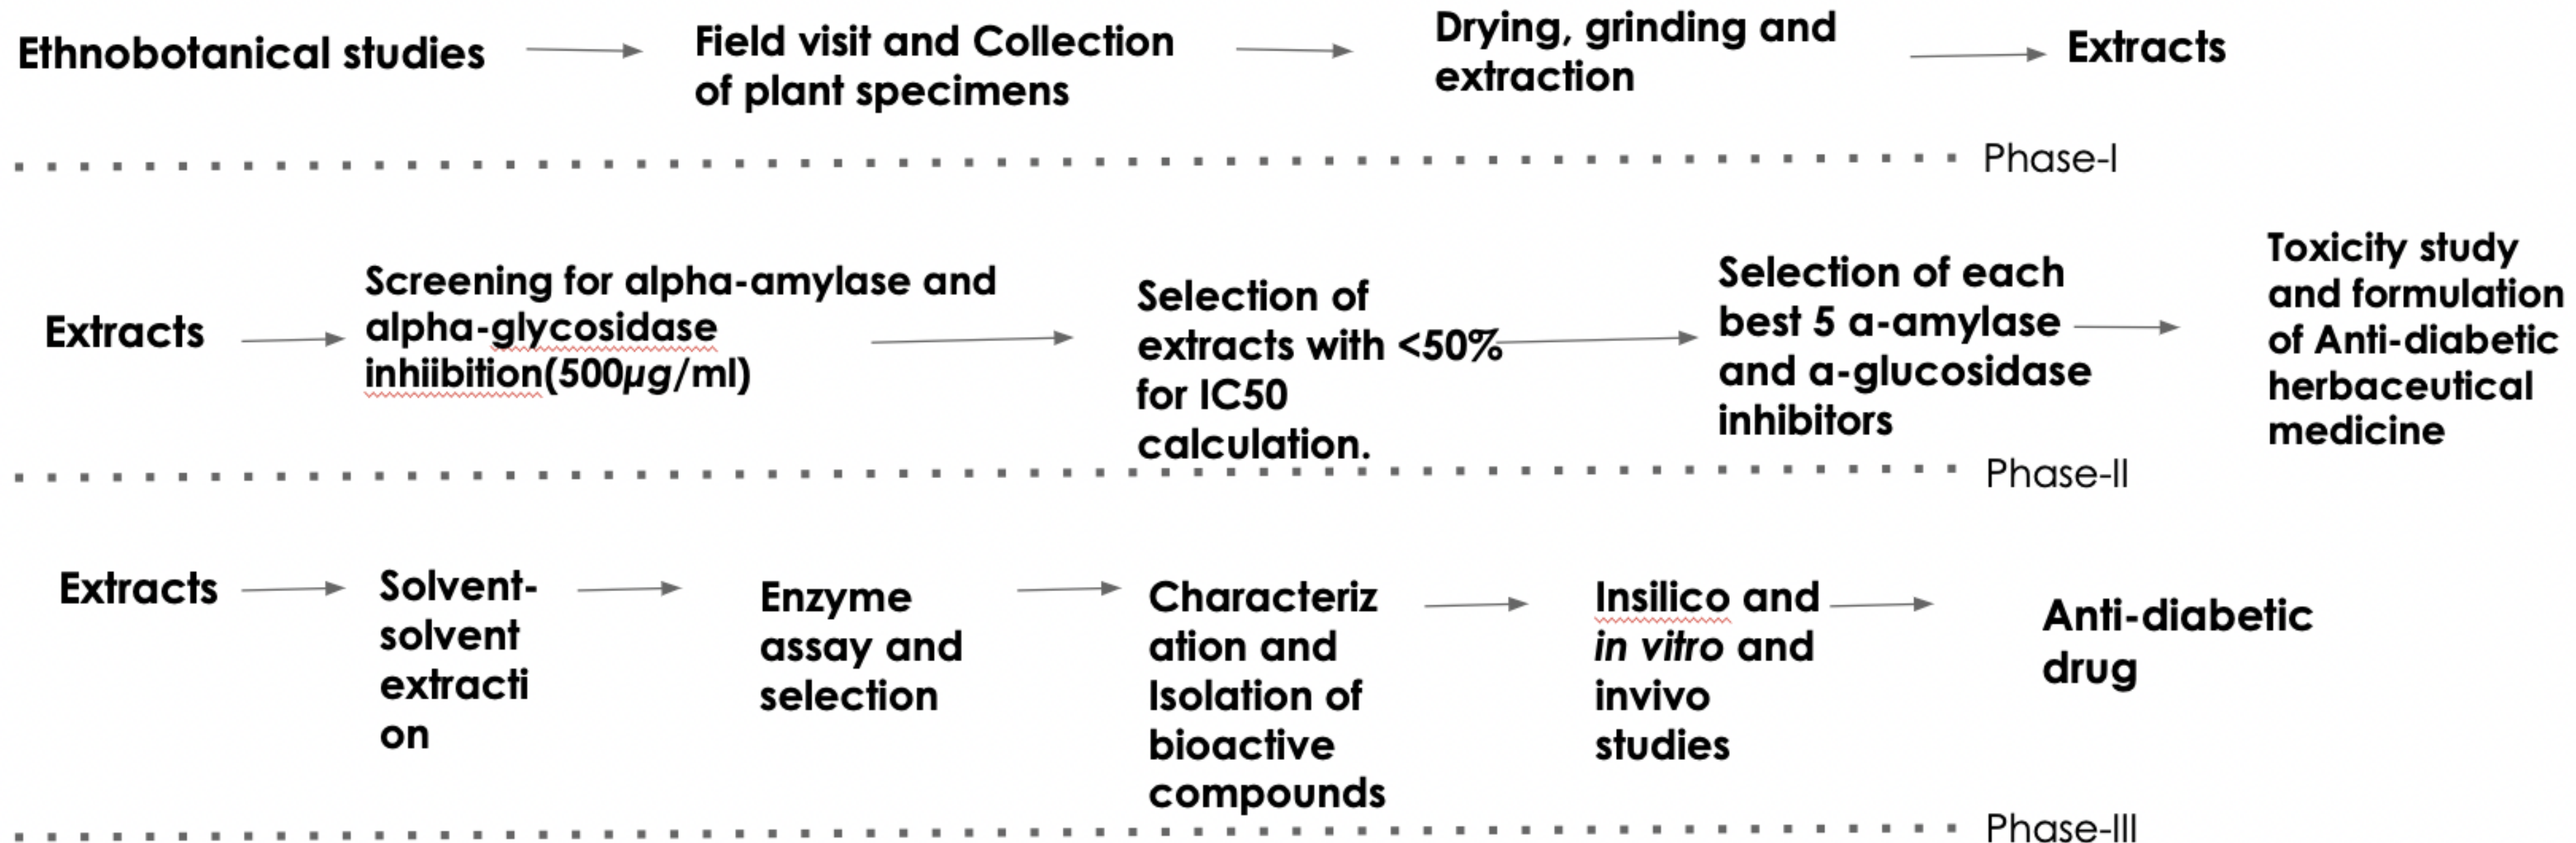 Ethnobotanical studies
Field visit and Collection
of plant specimens
Drying, grinding and
extraction
Extracts
Phase-I
Extracts
Screening for alpha-amylase and
alpha-glycosidase
inhiibition(500µg/ml)
Selection of
extracts with <50%
for IC50
calculation.
Selection of each
best 5 a-amylase
and a-glucosidase
inhibitors
Toxicity study
and formulation
of Anti-diabetic
herbaceutical
medicine
Phase-II
Extracts
Solvent-
solvent
extracti
on
Enzyme
assay and
selection
Characteriz
ation and
Isolation of
bioactive
compounds
Insilico and
in vitro and
invivo
studies
Anti-diabetic
drug
Phase-III